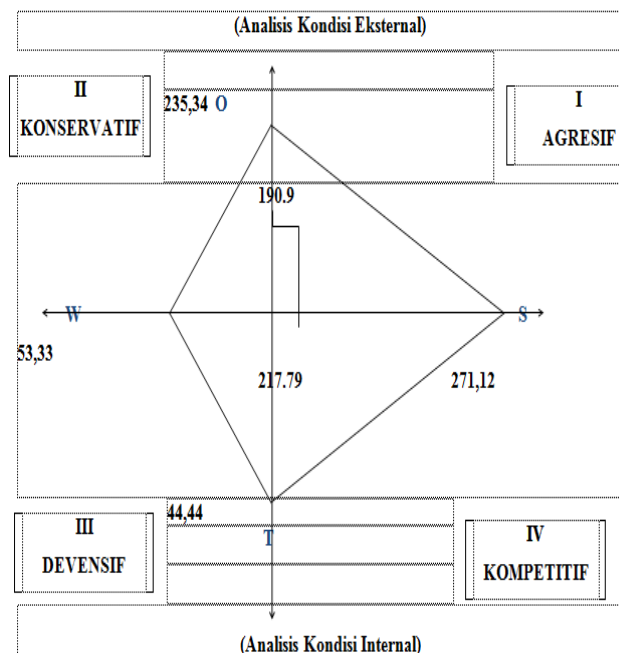 (Analisis Kondisi Eksternal)
II
KONSERVATIF
235,34 O
I
AGRESIF
190.9
W
S
53,33
217.79
271,12
44,44
III
DEVENSIF
T
IV
KOMPETITIF
(Analisis Kondisi Internal)